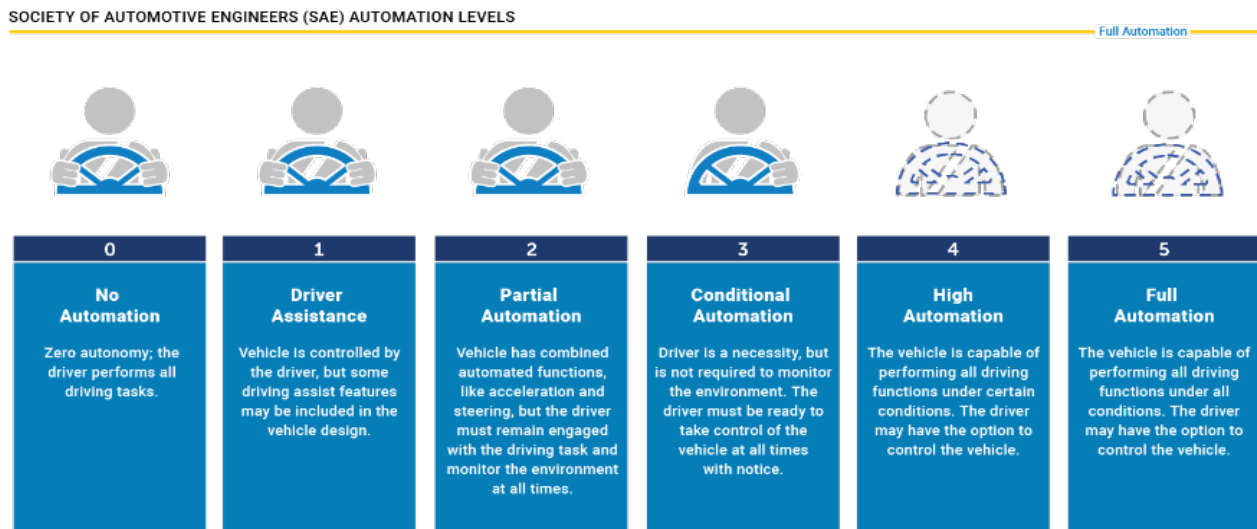 SOCIETY OF AUTOMOTIVE ENGINEERS (SAE) AUTOMATION LEVELS
Full Automation
0
No
Automation
Zero autonomy; the
driver performs all
driving tasks.
1
Driver
Assistance
Vehicle is controlled by
the driver, but some
driving assist features
may be included in the
vehicle design.
2
Partial
Automation
Vehicle has combined
automated functions,
like acceleration and
steering, but the driver
must remain engaged
with the driving task and
monitor the environment
at all times.
3
Conditional
Automation
Driver is a necessity, but
is not required to monitor
the environment. The
driver must be ready to
take control of the
vehicle at all times
with notice.
4
High
Automation
The vehicle is capable of
performing all driving
functions under certain
conditions. The driver
may have the option to
control the vehicle.
5
Full
Automation
The vehicle is capable of
performing all driving
functions under all
conditions. The driver
may have the option to
control the vehicle.